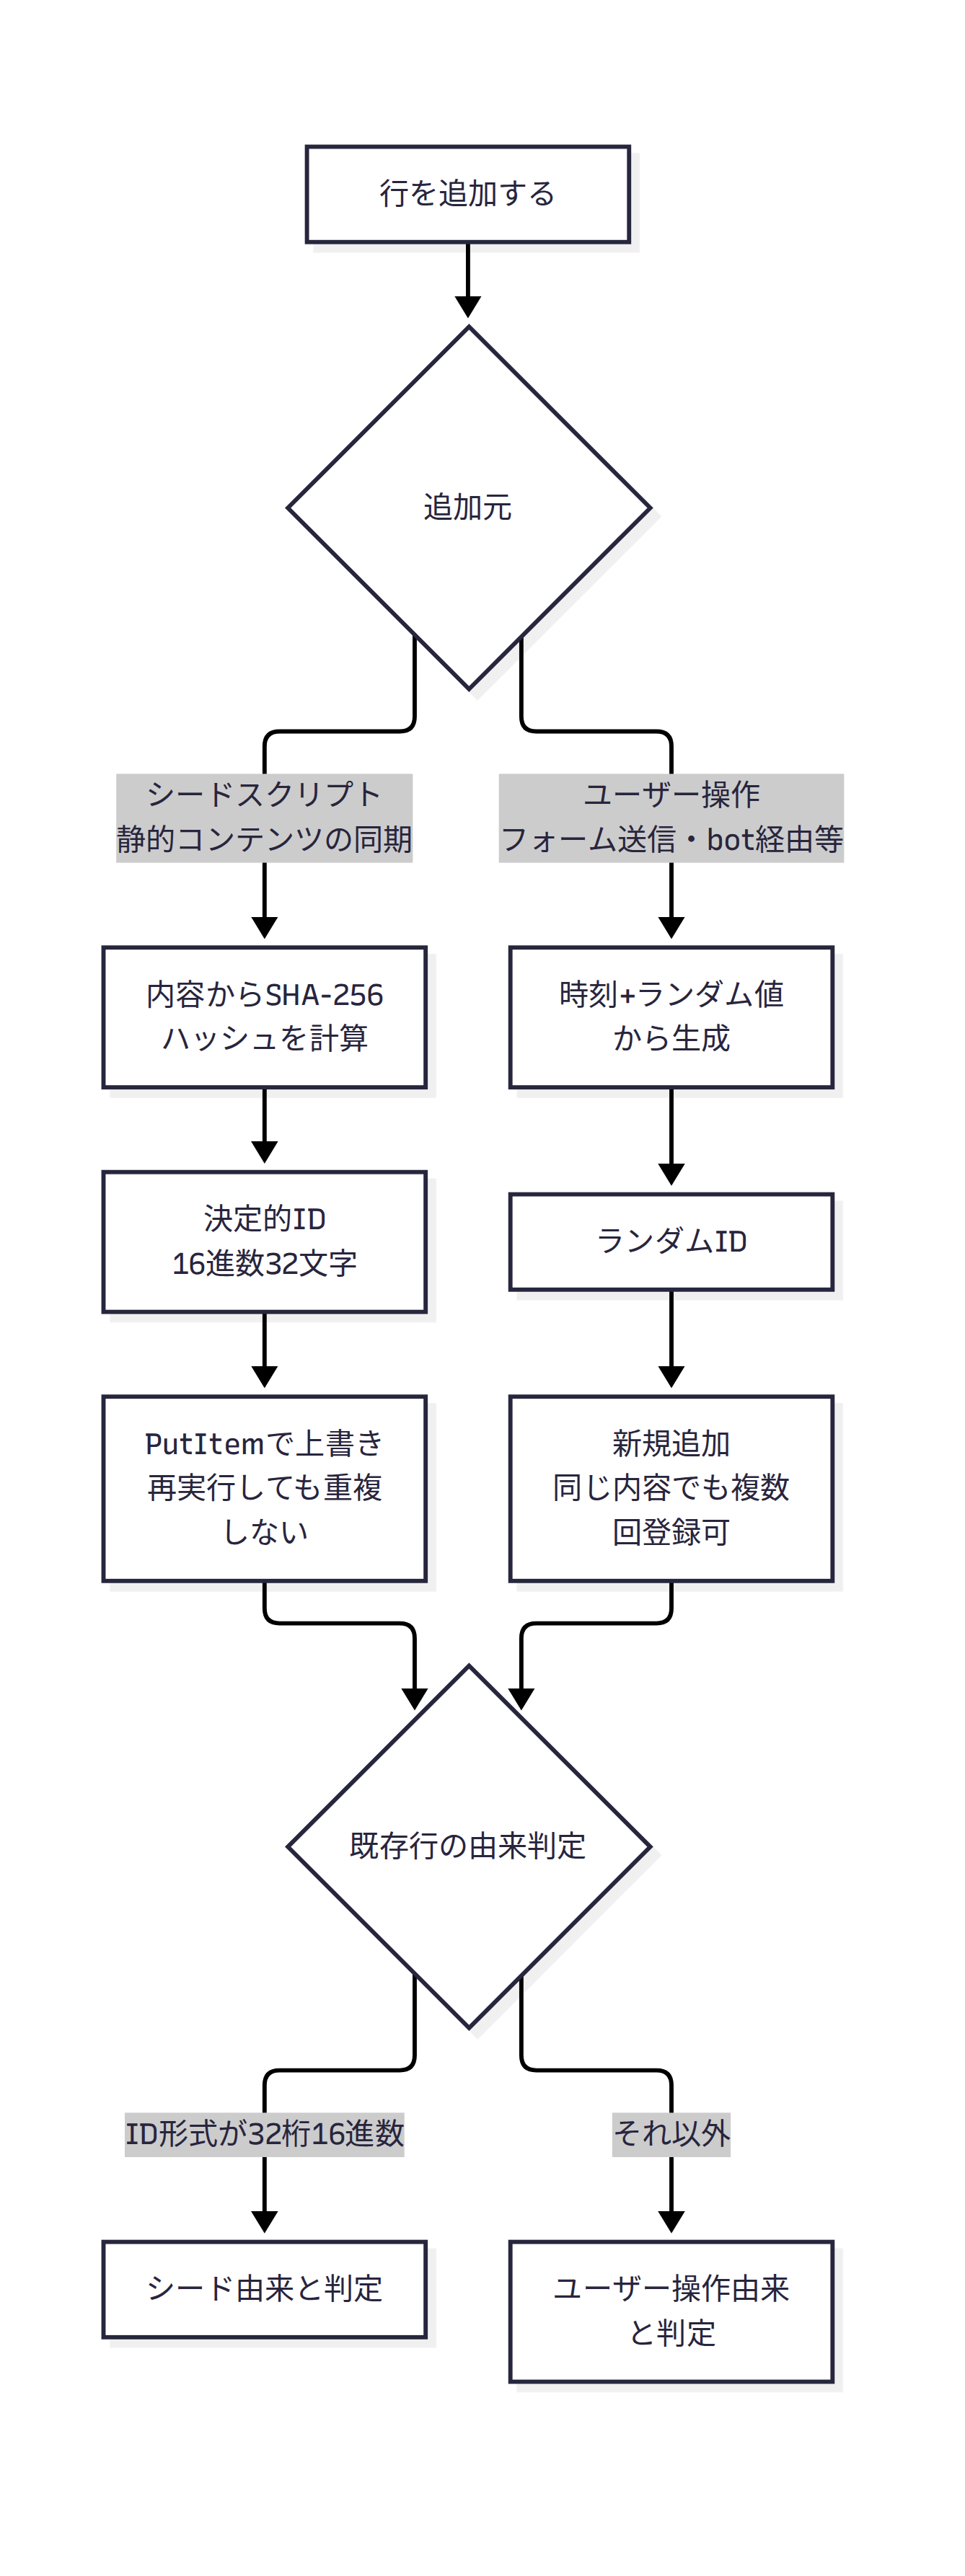 行を追加する
追加元
シードスクリプト
静的コンテンツの同期
ユーザー操作
フォーム送信・bot経由等
内容からSHA-256
ハッシュを計算
時刻+ランダム値
から生成
決定的ID
16進数32文字
ランダムID
PutItemで上書き
再実行しても重複
しない
新規追加
同じ内容でも複数
回登録可
既存行の由来判定
ID形式が32桁16進数
それ以外
シード由来と判定
ユーザー操作由来
と判定